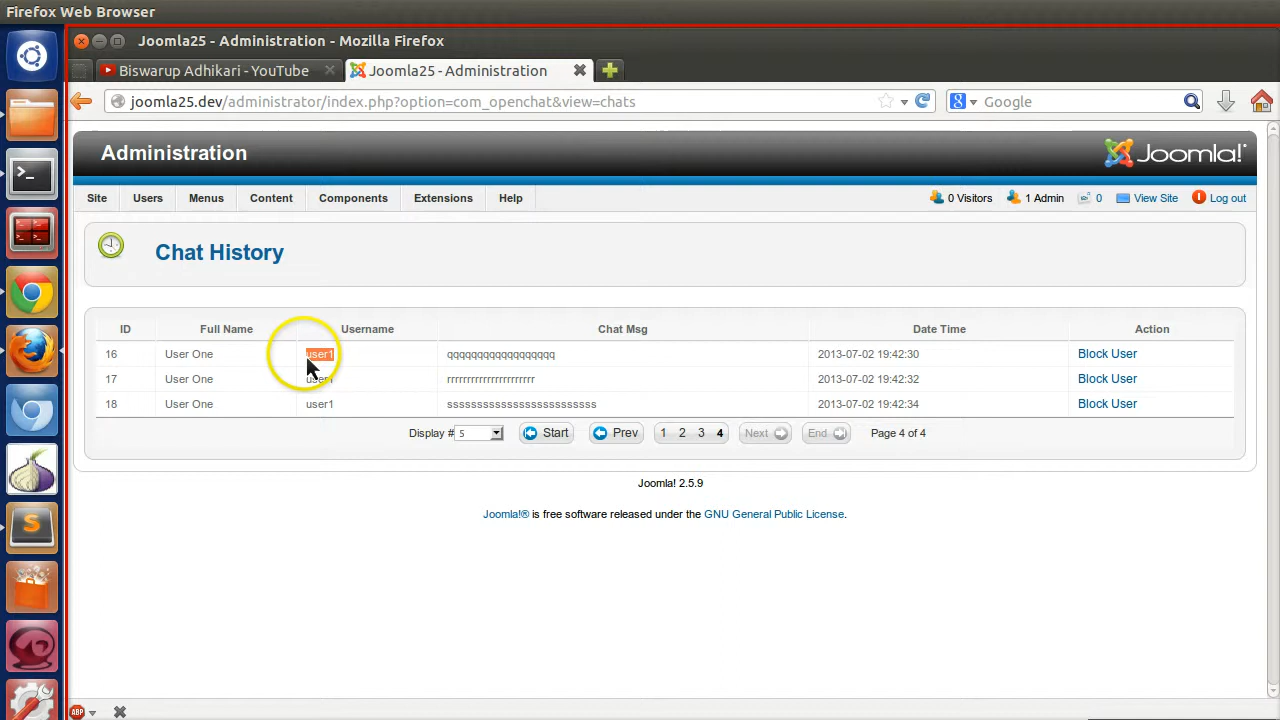 Firefox Web Browser
Joomla25 - Administration - Mozilla Firefox
Biswarup Adhikari - YouTube
Joomla25 - Administration
joomla25.dev/administrator/index.php?option=com_openchat&view=chats
Google
Administration
Joomla!
Site Users Menus Content Components Extensions Help 0 Visitors 1 Admin 0 View Site Log out
Chat History
ID Full Name Username Chat Msg Date Time Action
16 User One user1 qqqqqqqqqqqqqqqqqq 2013-07-02 19:42:30 Block User
17 User One user1 rrrrrrrrrrrrrrrrrrrrrr 2013-07-02 19:42:32 Block User
18 User One user1 sssssssssssssssssssssssss 2013-07-02 19:42:34 Block User
Display # 5 Start Prev 1 2 3 4 Next End Page 4 of 4
Joomla! 2.5.9
Joomla!® is free software released under the GNU General Public License.
ABP